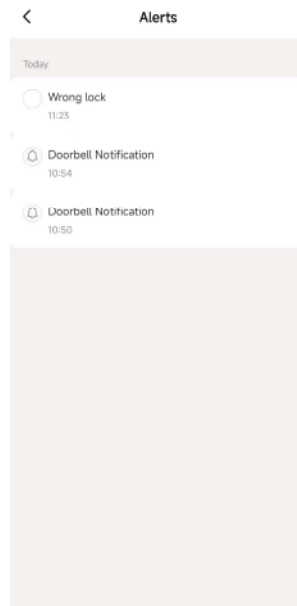 Alerts
Today
Wrong lock
11:23
Doorbell Notification
10:54
Doorbell Notification
10:50